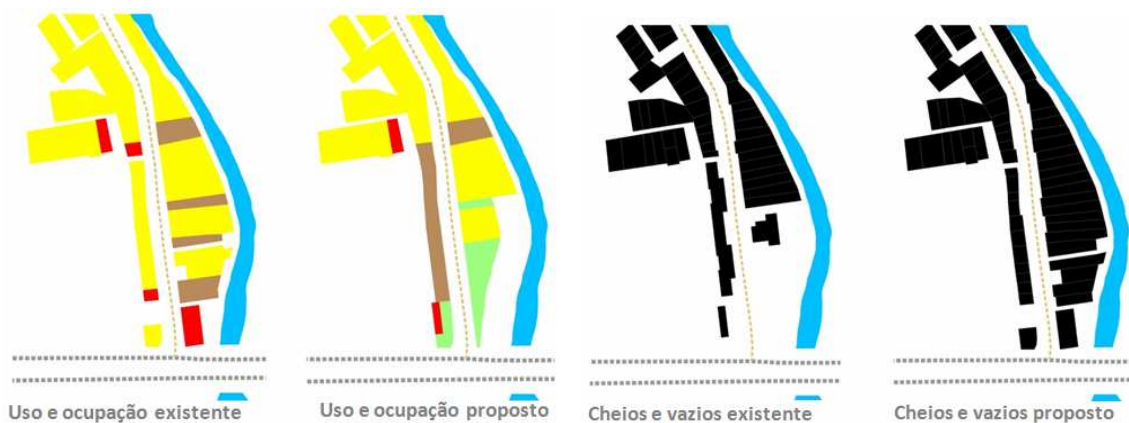 Uso e ocupação existente
Uso e ocupação proposto
Cheios e vazios existente
Cheios e vazios proposto